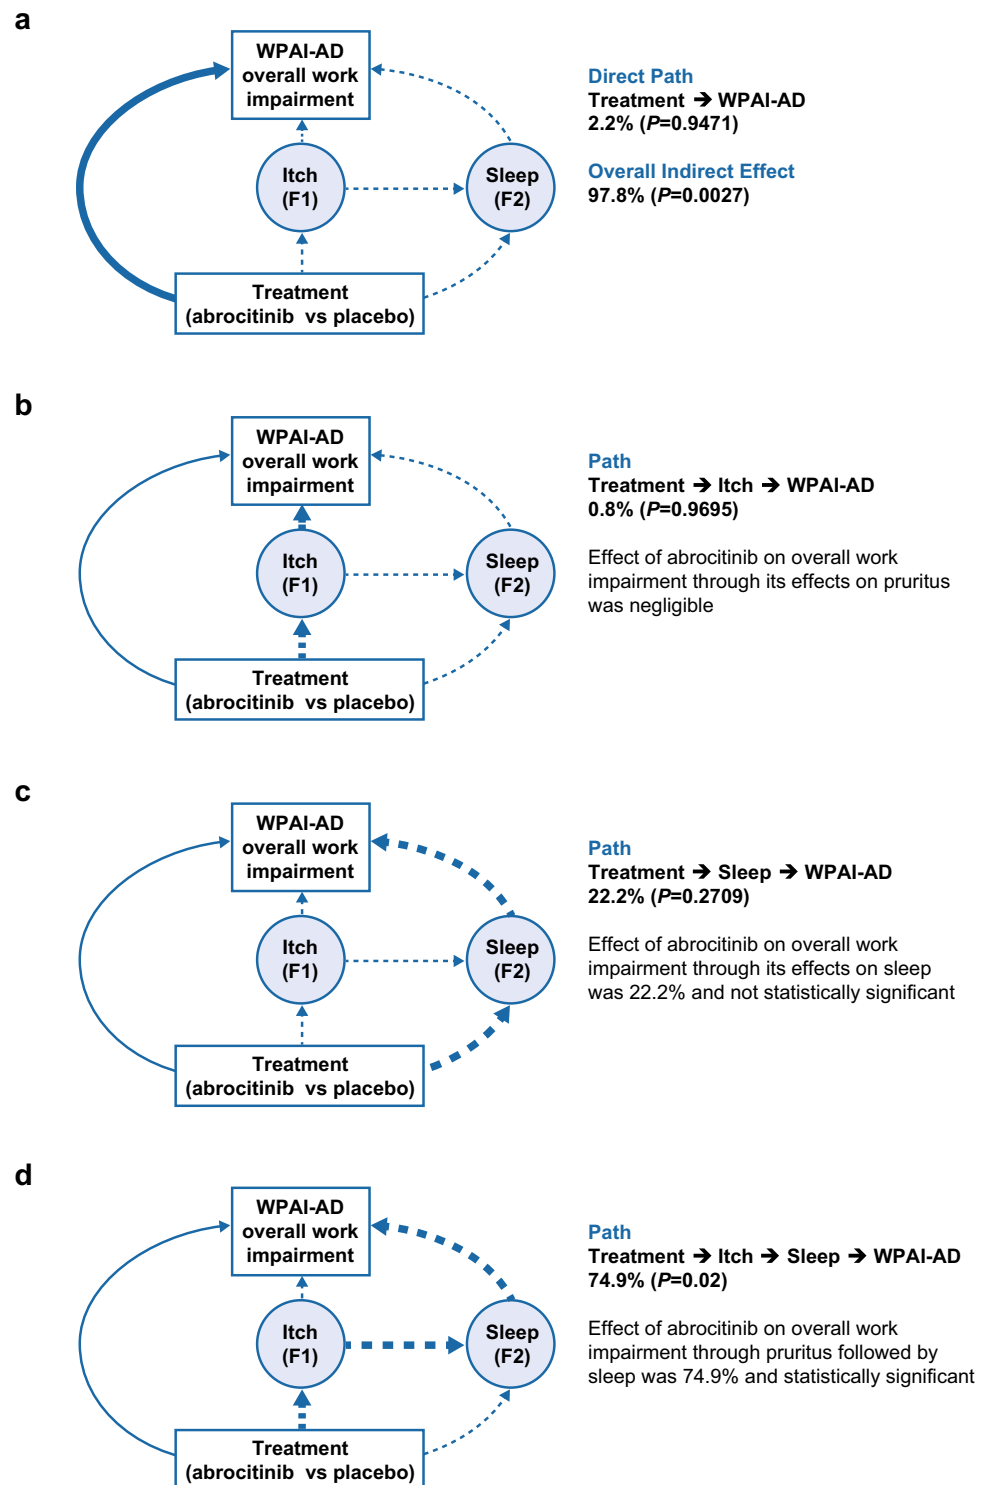 a
WPAI-AD
overall work
impairment
Itch
(F1)
Sleep
(F2)
Treatment
(abrocitinib vs placebo)
Direct Path
Treatment → WPAI-AD
2.2% (P=0.9471)
Overall Indirect Effect
97.8% (P=0.0027)
b
WPAI-AD
overall work
impairment
Itch
(F1)
Sleep
(F2)
Treatment
(abrocitinib vs placebo)
Path
Treatment → Itch → WPAI-AD
0.8% (P=0.9695)
Effect of abrocitinib on overall work
impairment through its effects on pruritus
was negligible
c
WPAI-AD
overall work
impairment
Itch
(F1)
Sleep
(F2)
Treatment
(abrocitinib vs placebo)
Path
Treatment → Sleep → WPAI-AD
22.2% (P=0.2709)
Effect of abrocitinib on overall work
impairment through its effects on sleep
was 22.2% and not statistically significant
d
WPAI-AD
overall work
impairment
Itch
(F1)
Sleep
(F2)
Treatment
(abrocitinib vs placebo)
Path
Treatment → Itch → Sleep → WPAI-AD
74.9% (P=0.02)
Effect of abrocitinib on overall work
impairment through pruritus followed by
sleep was 74.9% and statistically significant